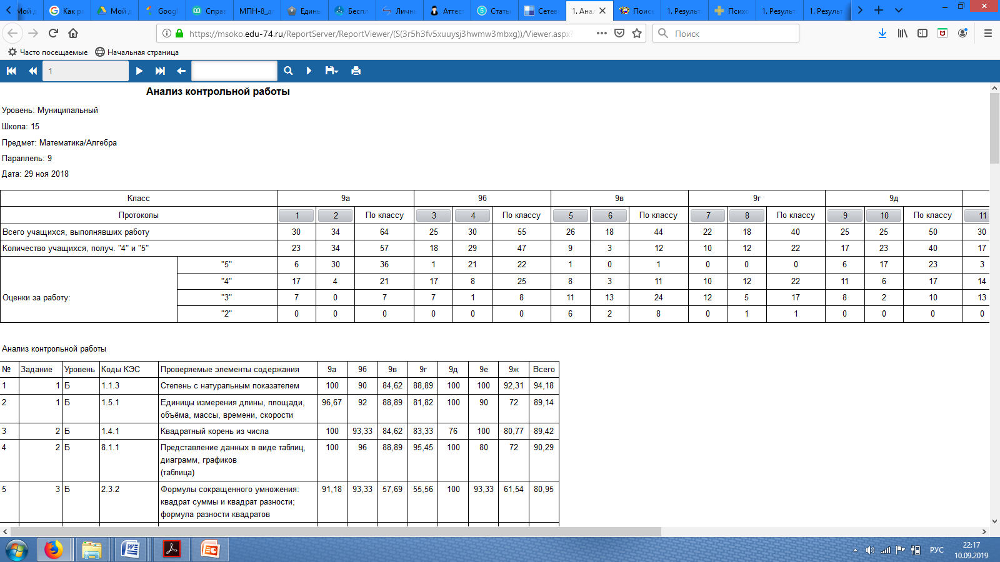 Мой д
Как ра
Мой д
Googl
Справ
МПН-8_д
Едины
Беспл
Личны
Аттест
Статьи
Сетев
1. Анал
Поиск
1. Результ
Психо
1. Результ
1. Результ
https://msoko.edu-74.ru/ReportServer/ReportViewer/(S(3r5h3fv5xuuysj3hwmw3mbxg))/Viewer.aspx?
Поиск
Часто посещаемые Начальная страница
1
Анализ контрольной работы
Уровень: Муниципальный
Школа: 15
Предмет: Математика/Алгебра
Параллель: 9
Дата: 29 ноя 2018
Класс 9а 9б 9в 9г 9д
Протоколы 1 2 По классу 3 4 По классу 5 6 По классу 7 8 По классу 9 10 По классу 11
Всего учащихся, выполнявших работу 30 34 64 25 30 55 26 18 44 22 18 40 25 25 50 30
Количество учащихся, получ. "4" и "5" 23 34 57 18 29 47 9 3 12 10 12 22 17 23 40 17
"5" 6 30 36 1 21 22 1 0 1 0 0 0 6 17 23 3
"4" 17 4 21 17 8 25 8 3 11 10 12 22 11 6 17 14
Оценки за работу: "3" 7 0 7 7 1 8 11 13 24 12 5 17 8 2 10 13
"2" 0 0 0 0 0 0 6 2 8 0 1 1 0 0 0 0
Анализ контрольной работы
№ Задание Уровень Коды КЭС Проверяемые элементы содержания 9а 9б 9в 9г 9д 9е 9ж Всего
1 1 Б 1.1.3 Степень с натуральным показателем 100 90 84,62 88,89 100 100 92,31 94,18
2 1 Б 1.5.1 Единицы измерения длины, площади, 96,67 92 88,89 81,82 100 90 72 89,14
объёма, массы, времени, скорости
3 2 Б 1.4.1 Квадратный корень из числа 100 93,33 84,62 83,33 76 100 80,77 89,42
4 2 Б 8.1.1 Представление данных в виде таблиц, 100 96 88,89 95,45 100 80 72 90,29
диаграмм, графиков
(таблица)
5 3 Б 2.3.2 Формулы сокращенного умножения: 91,18 93,33 57,69 55,56 100 93,33 61,54 80,95
квадрат суммы и квадрат разности;
формула разности квадратов
РУС
22:17
10.09.2019